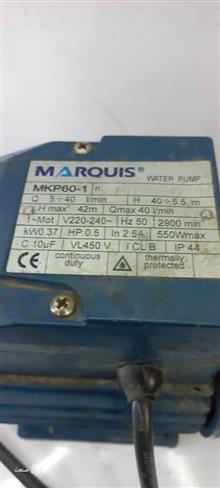 MARQUIS® WATER PUMP
MKP60-1 n.
Q 5÷40 l/min H 40÷5.5 m
H max 42m Qmax 40 l/min
1~Mot V220-240~ Hz 50 2900 min
kW0.37 HP 0.5 In 2.5A 550Wmax
C 10µF VL450 V. I CL B IP 44
continuous duty
CE
thermally protected